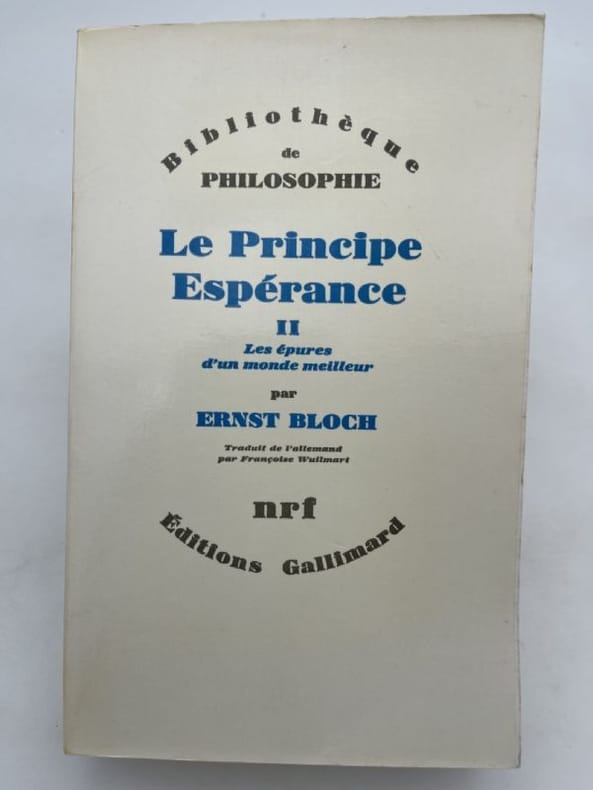 Bibliothèque
de
PHILOSOPHIE
Le Principe
Espérance
II
Les épures
d'un monde meilleur
par
ERNST BLOCH
Traduit de l'allemand
par Françoise Wuilmart
nrf
Éditions Gallimard